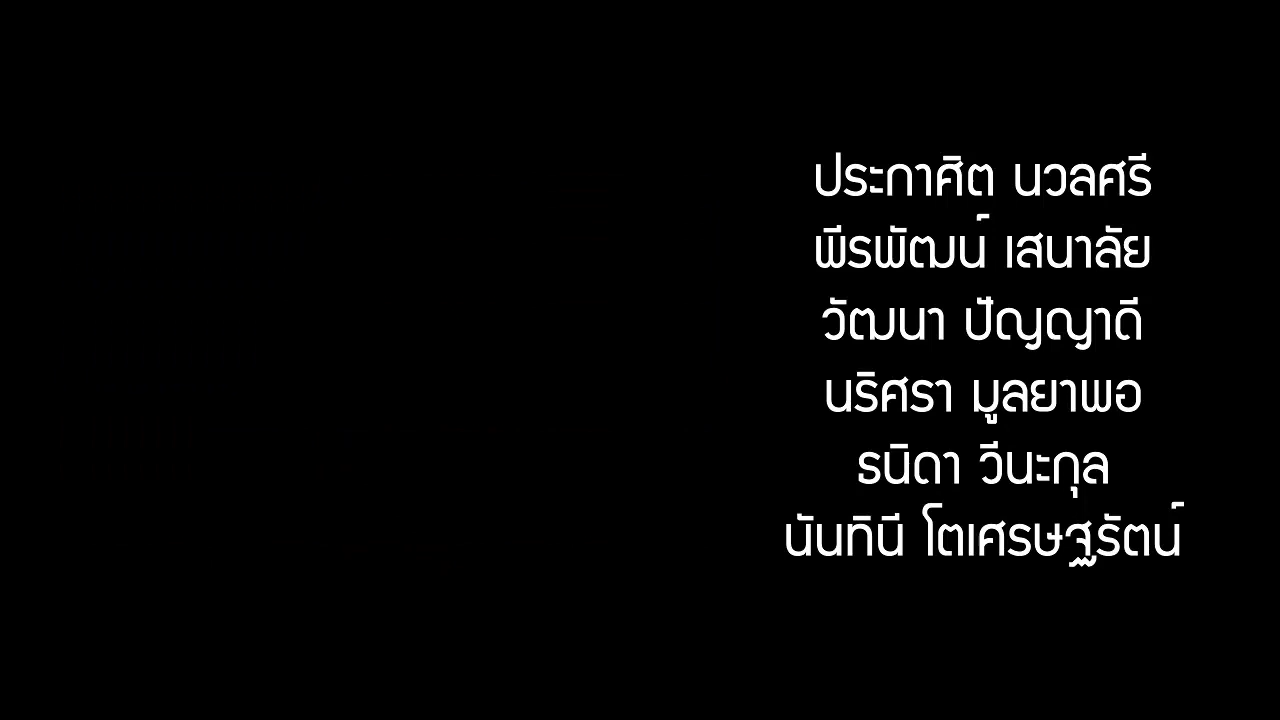 ประกาศิต นวลศรี
พีรพัฒน์ เสนาลัย
วัฒนา ปัญญาดี
นริศรา มูลยาพอ
ธนิดา วีนะกุล
นันทินี โตเศรษฐรัตน์